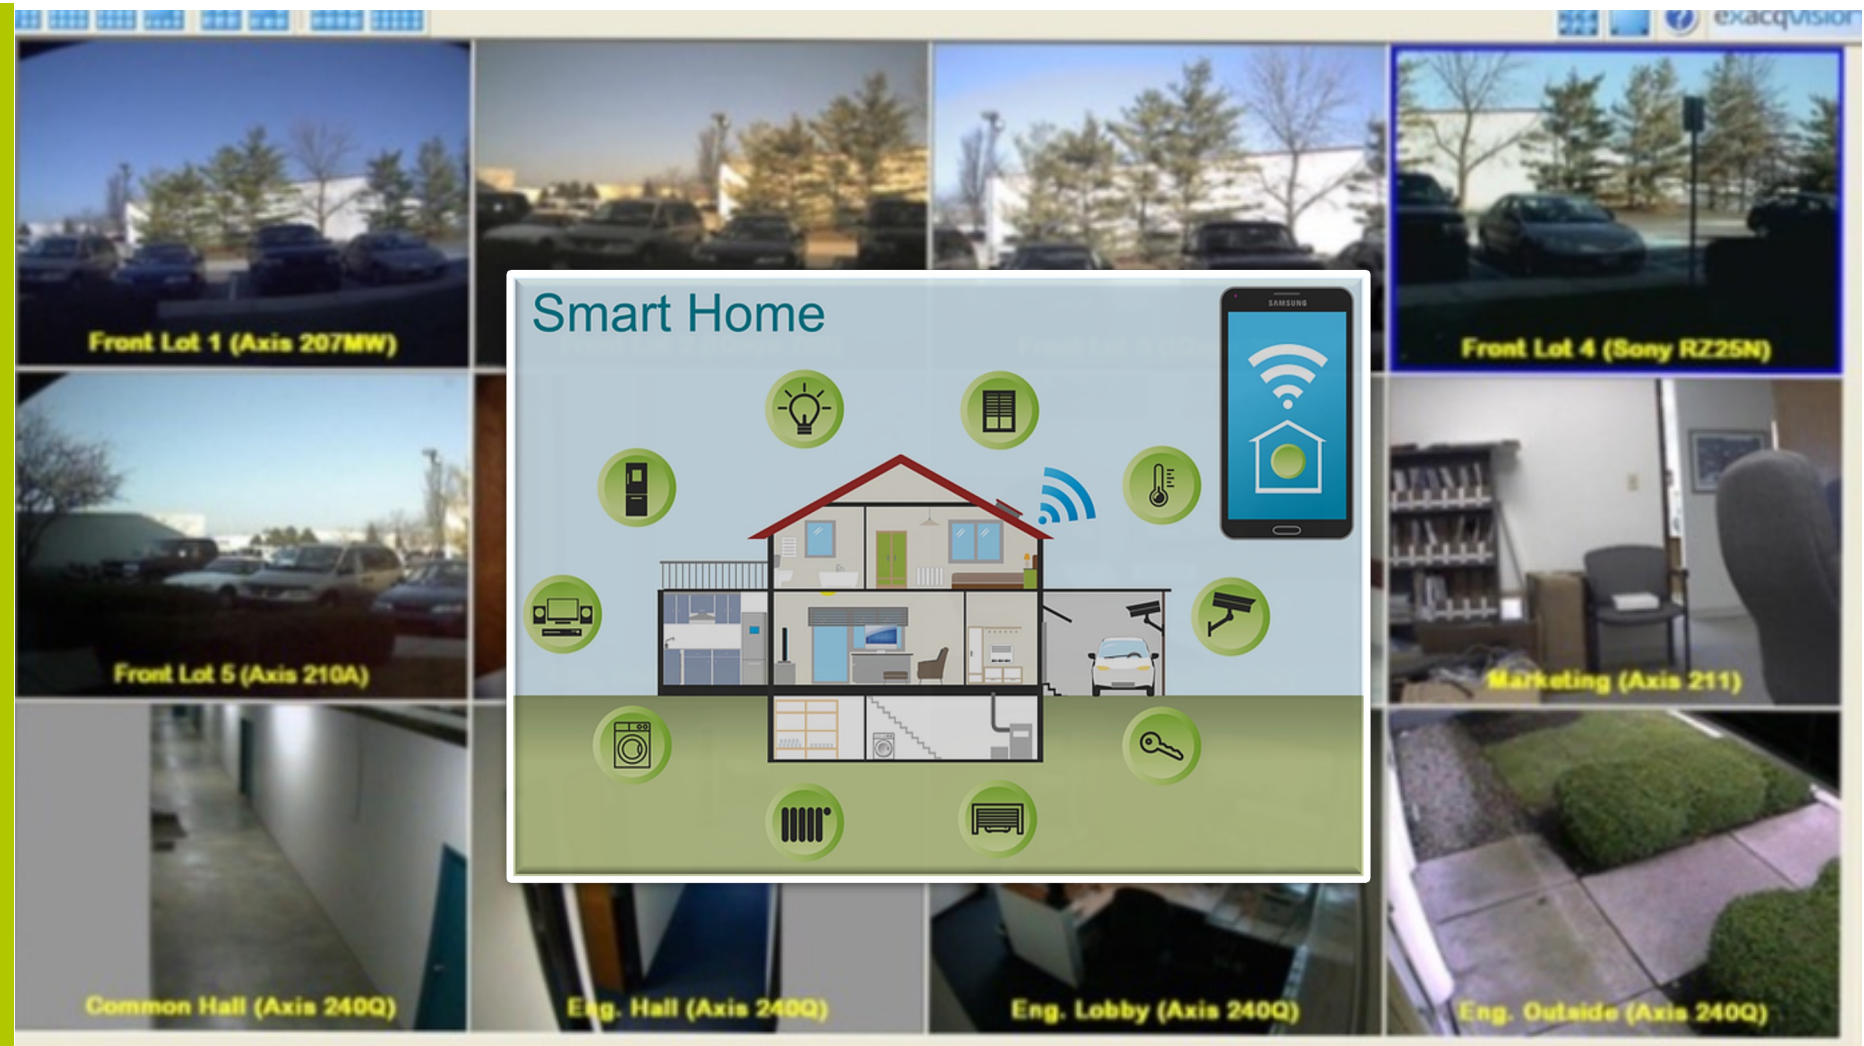 exacqvision
Front Lot 1 (Axis 207MW)
Front Lot 4 (Sony RZ25N)
Smart Home
SAMSUNG
Front Lot 5 (Axis 210A)
Marketing (Axis 211)
Common Hall (Axis 240Q)
Eng. Hall (Axis 240Q)
Eng. Lobby (Axis 240Q)
Eng. Outside (Axis 240Q)